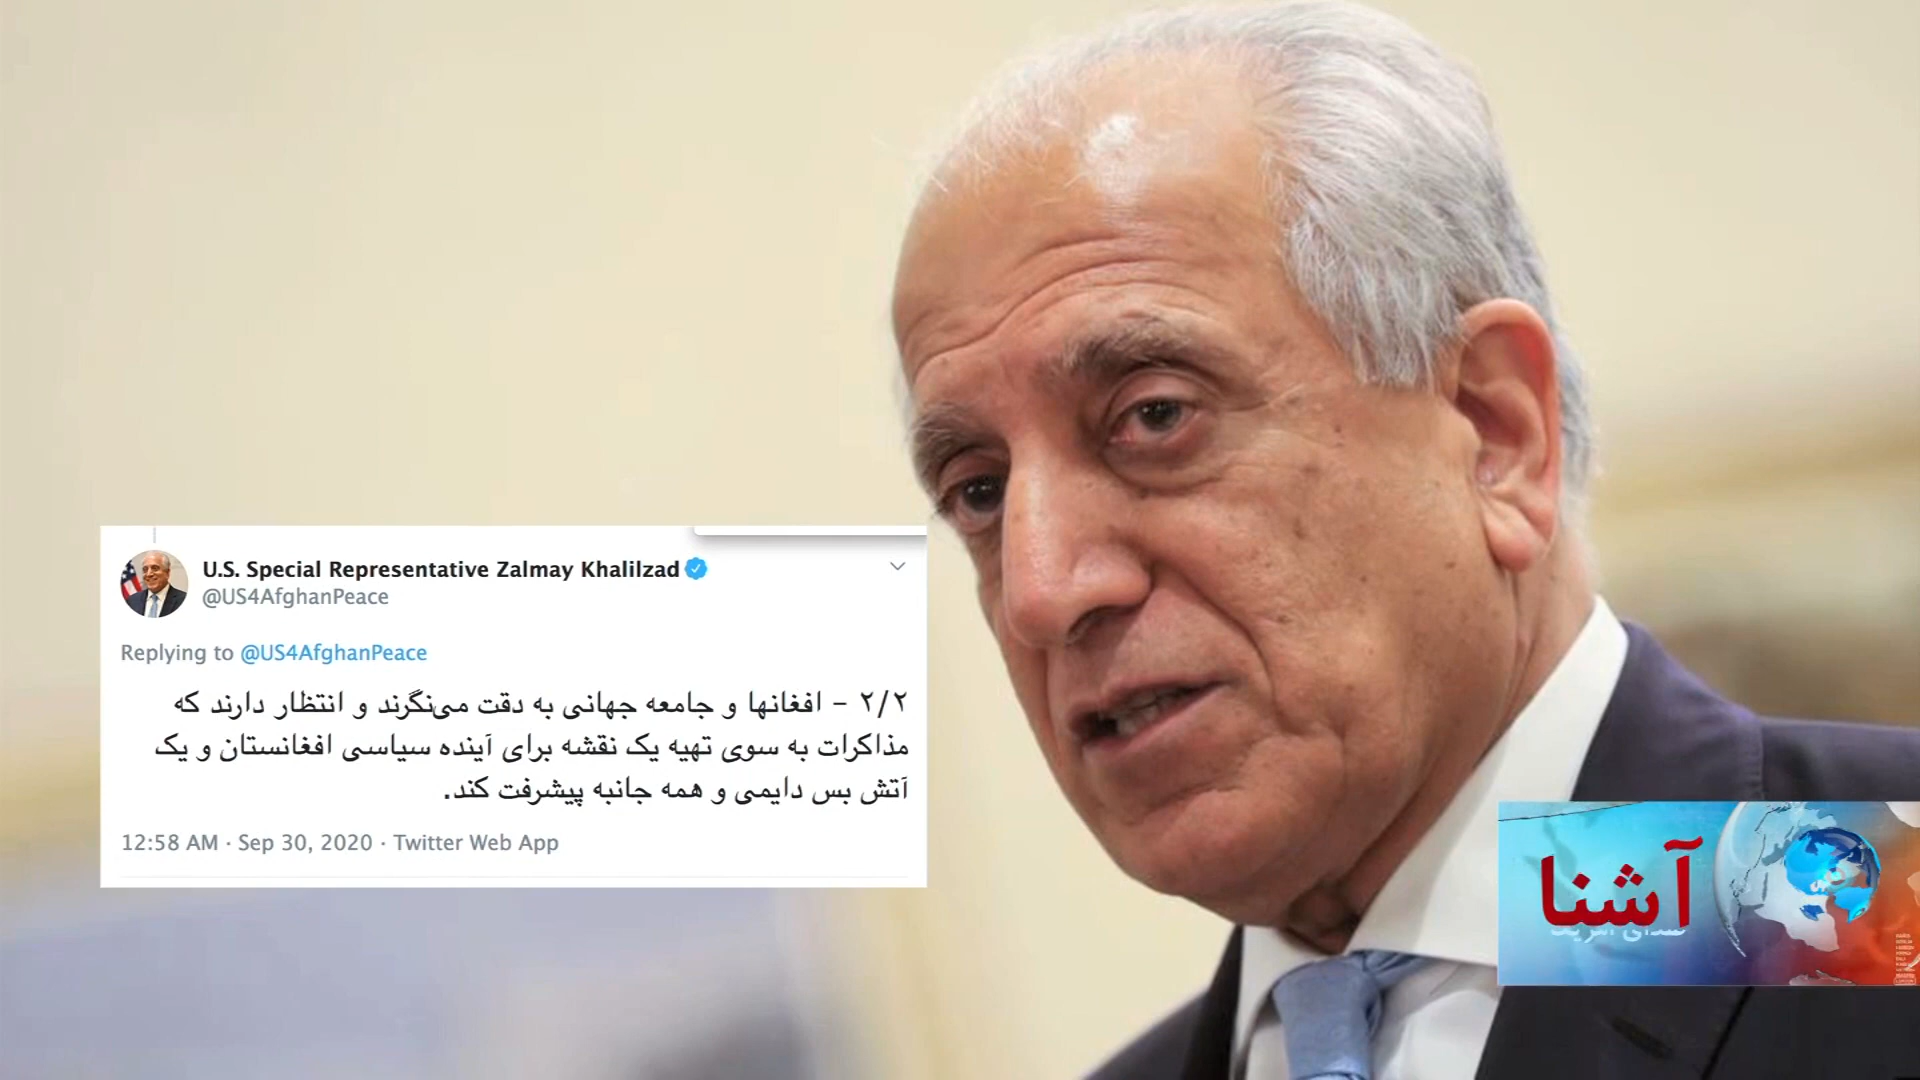 U.S. Special Representative Zalmay Khalilzad
@US4AfghanPeace
Replying to @US4AfghanPeace
۲/۲ - افغانها و جامعه جهانی به دقت می‌نگرند و انتظار دارند که
مذاکرات به سوی تهیه یک نقشه برای آینده سیاسی افغانستان و یک
آتش بس دایمی و همه جانبه پیشرفت کند.
12:58 AM · Sep 30, 2020 · Twitter Web App
آشنا
صدای امریکا